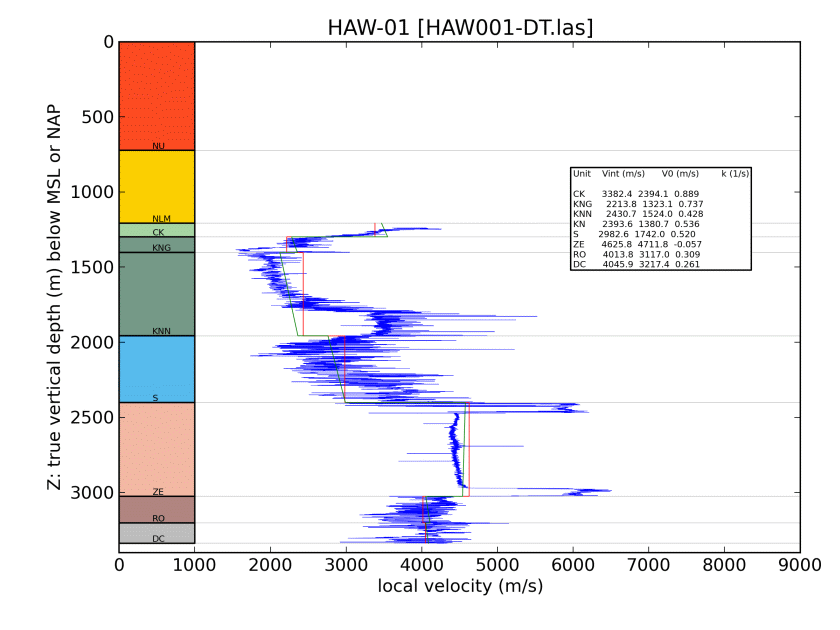 HAW-01 [HAW001-DT.las]
0
500
1000
1500
2000
2500
3000
Z: true vertical depth (m) below MSL or NAP
NU
NLM
CK
KNG
KNN
S
ZE
RO
DC
Unit Vint (m/s) V0 (m/s) k (1/s)
CK 3382.4 2394.1 0.889
KNG 2213.8 1323.1 0.737
KNN 2430.7 1524.0 0.428
KN 2393.6 1380.7 0.536
S 2982.6 1742.0 0.520
ZE 4625.8 4711.8 -0.057
RO 4013.8 3117.0 0.309
DC 4045.9 3217.4 0.261
0 1000 2000 3000 4000 5000 6000 7000 8000 9000
local velocity (m/s)